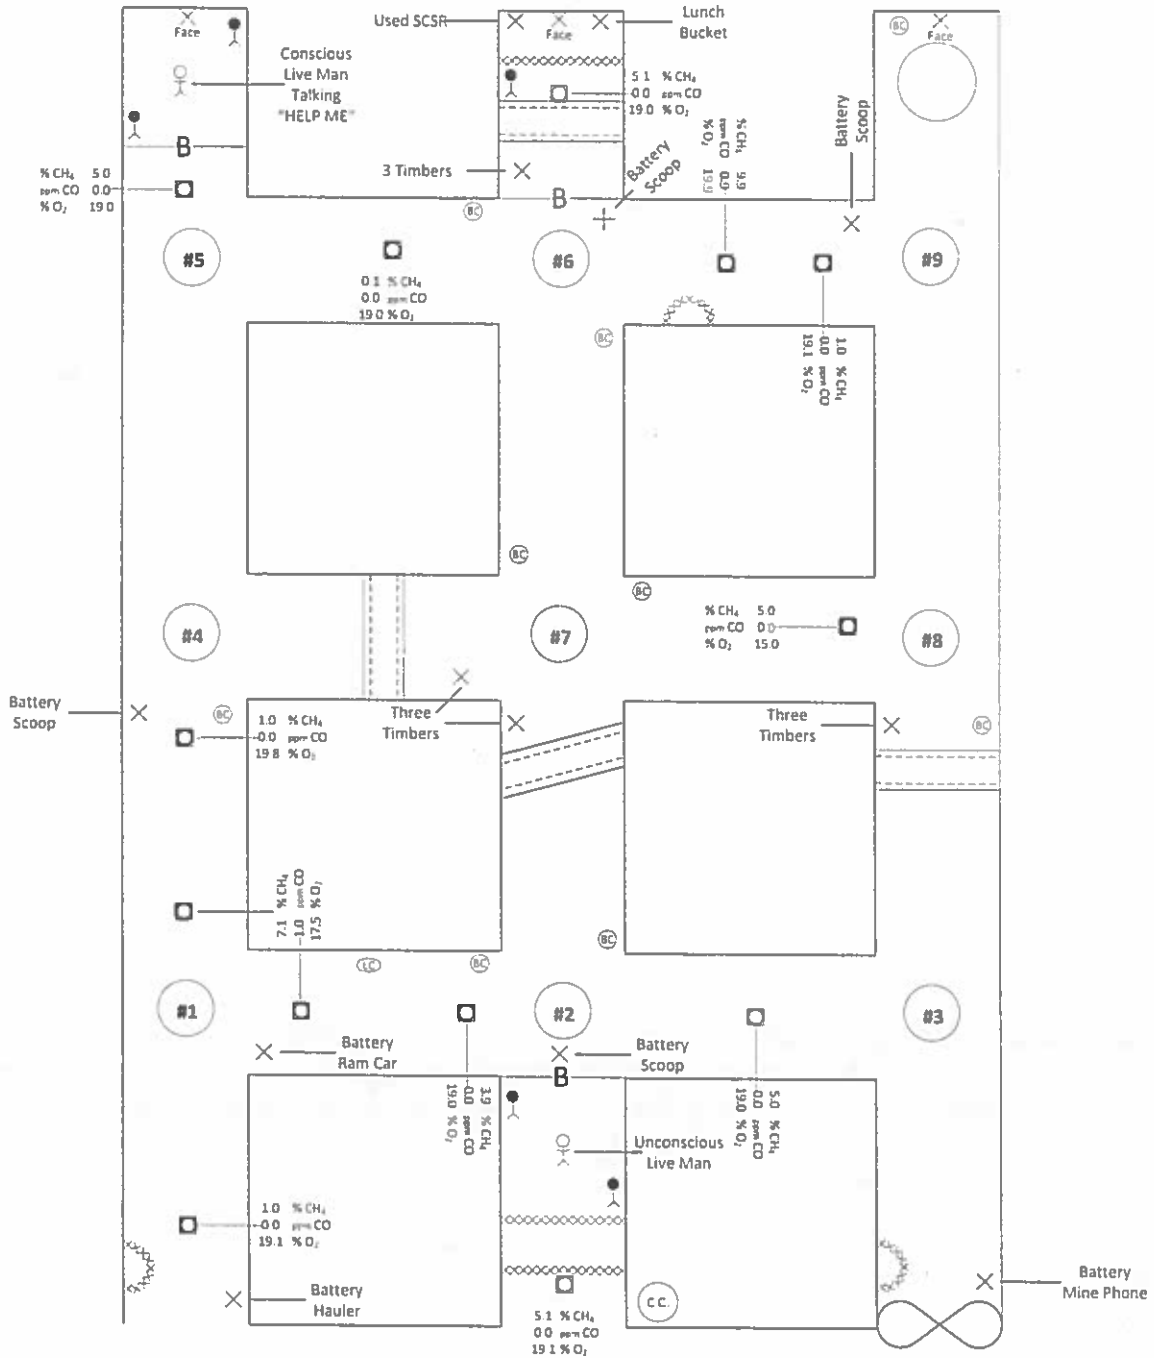 Used SCSR
Lunch
Bucket
Face
Face
Face
BC
Conscious
Live Man
Talking
"HELP ME"
5.1 % CH₄
0.0 ppm CO
19.0 % O₂
Battery
Scoop
B
3 Timbers
Battery
Scoop
% CH₄ 9.9
ppm CO 0.0
% O₂
% CH₄ 5.0
ppm CO 0.0
% O₂ 19.0
B
BC
#5
#6
#9
0.1 % CH₄
0.0 ppm CO
19.0 % O₂
BC
1.0 % CH₄
0.0 ppm CO
19.1 % O₂
BC
BC
% CH₄ 5.0
ppm CO 0.0
% O₂ 15.0
#4
#7
#8
Battery
Scoop
BC
1.0 % CH₄
0.0 ppm CO
19.8 % O₂
Three
Timbers
Three
Timbers
BC
7.1 % CH₄
1.0 ppm CO
17.5 % O₂
LC
BC
BC
#1
#2
#3
Battery
Ram Car
Battery
Scoop
B
3.9 % CH₄
0.0 ppm CO
19.0 % O₂
5.0 % CH₄
0.0 ppm CO
19.0 % O₂
Unconscious
Live Man
1.0 % CH₄
0.0 ppm CO
19.1 % O₂
Battery
Hauler
C.C.
Battery
Mine Phone
5.1 % CH₄
0.0 ppm CO
19.1 % O₂